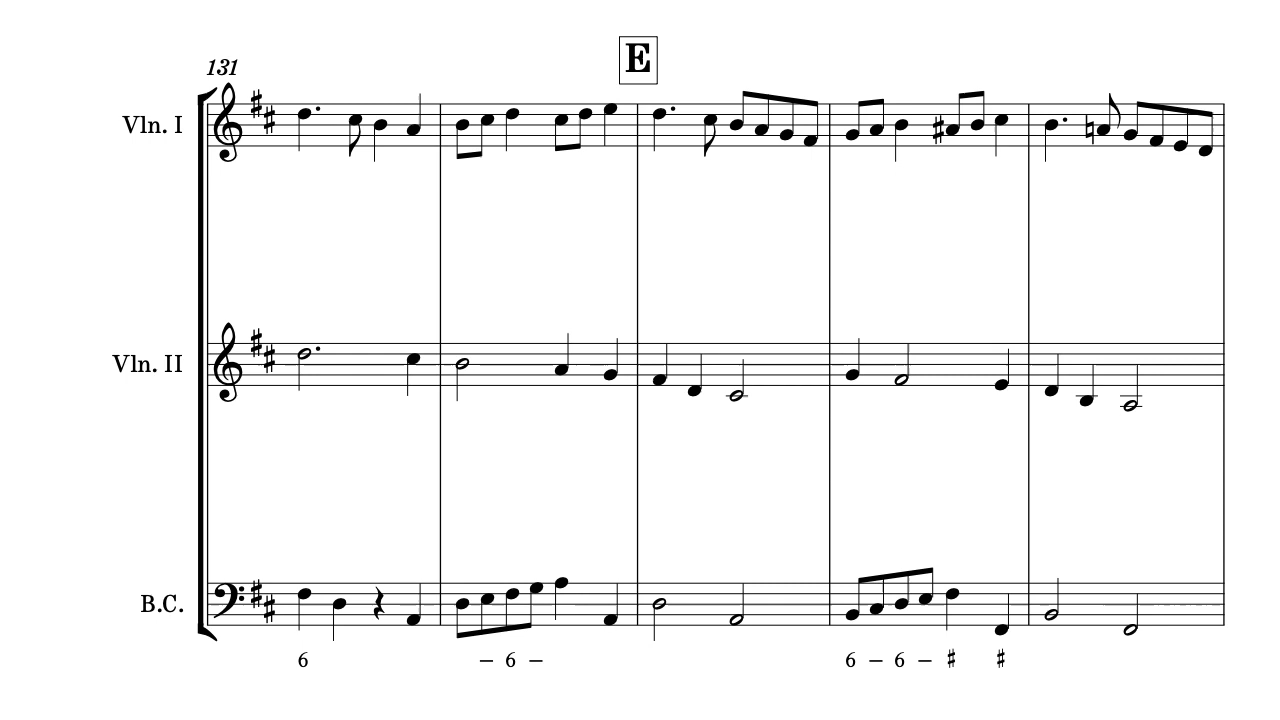 E
131
Vln. I
Vln. II
B.C.
6 – 6 – 6 – 6 – ♯ ♯